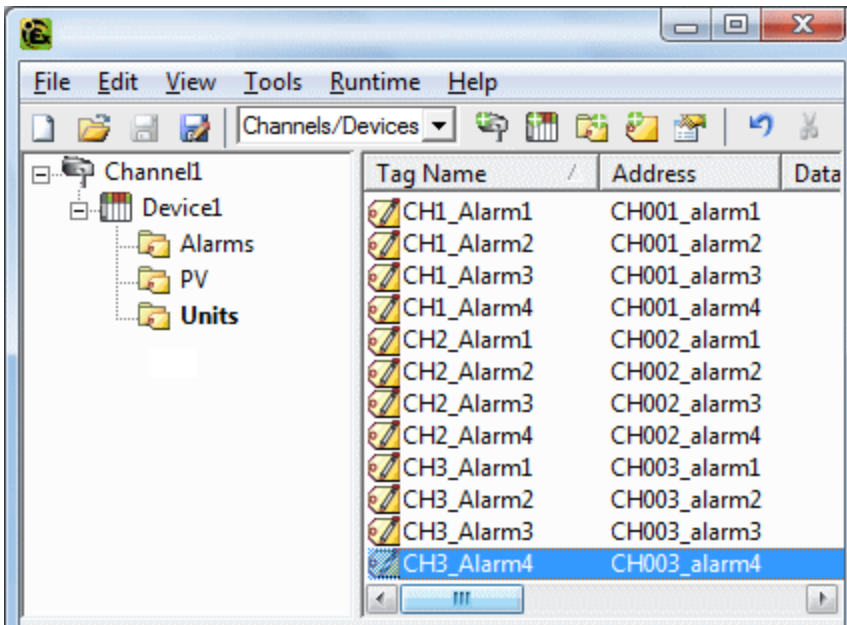 File Edit View Tools Runtime Help
Channels/Devices
Channel1
Device1
Alarms
PV
Units
Tag Name Address Data
CH1_Alarm1 CH001_alarm1
CH1_Alarm2 CH001_alarm2
CH1_Alarm3 CH001_alarm3
CH1_Alarm4 CH001_alarm4
CH2_Alarm1 CH002_alarm1
CH2_Alarm2 CH002_alarm2
CH2_Alarm3 CH002_alarm3
CH2_Alarm4 CH002_alarm4
CH3_Alarm1 CH003_alarm1
CH3_Alarm2 CH003_alarm2
CH3_Alarm3 CH003_alarm3
CH3_Alarm4 CH003_alarm4